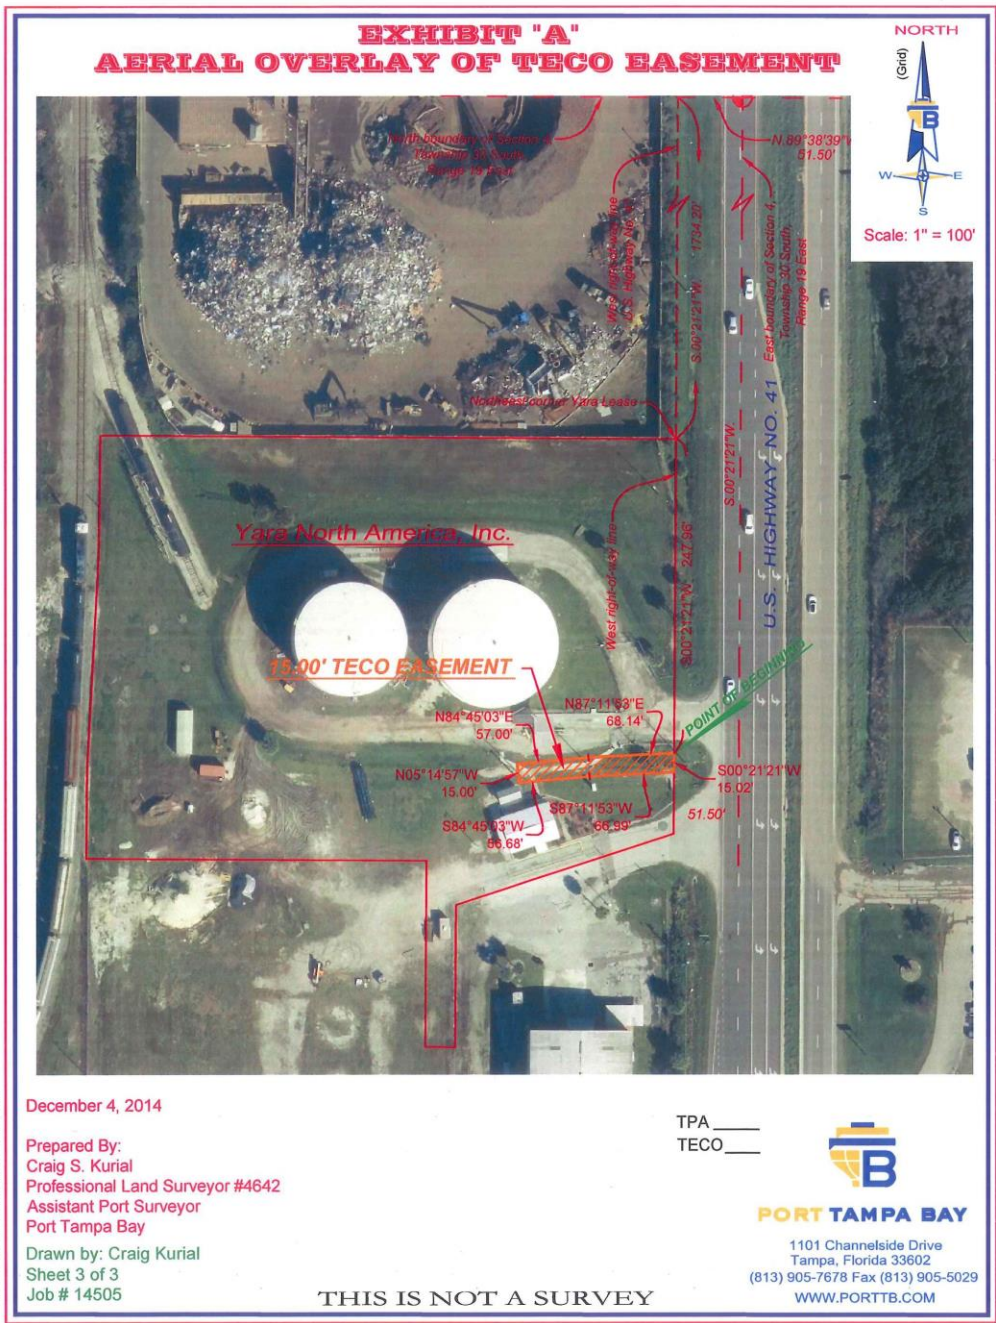 EXHIBIT "A"
AERIAL OVERLAY OF TECO EASEMENT
NORTH
(Grid)
B
W
E
S
Scale: 1" = 100'
North boundary of Section 4,
Township 30 South,
Range 19 East
N.89°38'39"W
51.50'
West right-of-way line
U.S. Highway No. 41
S.00°21'21"W. 1734.20'
East boundary of Section 4,
Township 30 South,
Range 19 East
Northeast corner Yara Lease
S.00°21'21"W.
U.S. HIGHWAY NO. 41
Yara North America, Inc.
West right-of-way line
S00°21'21"W 247.96'
15.00' TECO EASEMENT
POINT OF BEGINNING
N84°45'03"E
57.00'
N87°11'53"E
68.14'
N05°14'57"W
15.00'
S00°21'21"W
15.02'
S84°45'03"W
56.68'
S87°11'53"W
66.99'
51.50'
December 4, 2014
Prepared By:
Craig S. Kurial
Professional Land Surveyor #4642
Assistant Port Surveyor
Port Tampa Bay
Drawn by: Craig Kurial
Sheet 3 of 3
Job # 14505
THIS IS NOT A SURVEY
TPA
TECO
B
PORT TAMPA BAY
1101 Channelside Drive
Tampa, Florida 33602
(813) 905-7678 Fax (813) 905-5029
WWW.PORTTB.COM